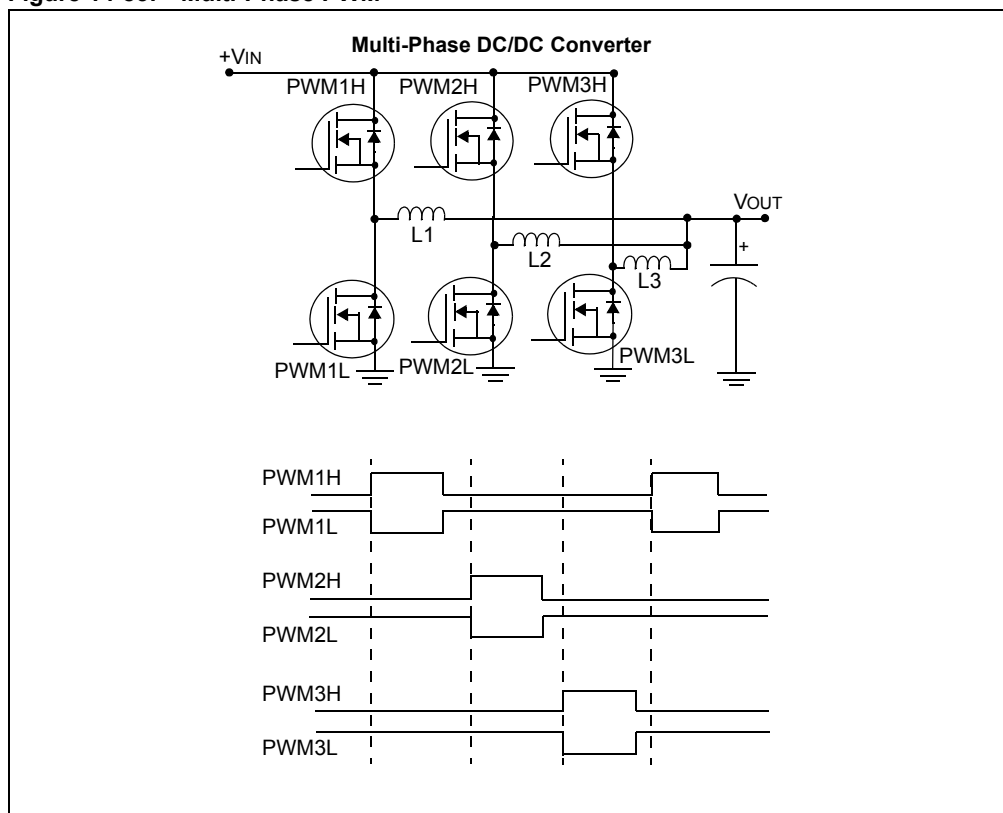 Multi-Phase DC/DC Converter
+VIN
PWM1H
PWM2H
PWM3H
VOUT
L1
+
L2
L3
PWM1L
PWM2L
PWM3L
PWM1H
PWM1L
PWM2H
PWM2L
PWM3H
PWM3L